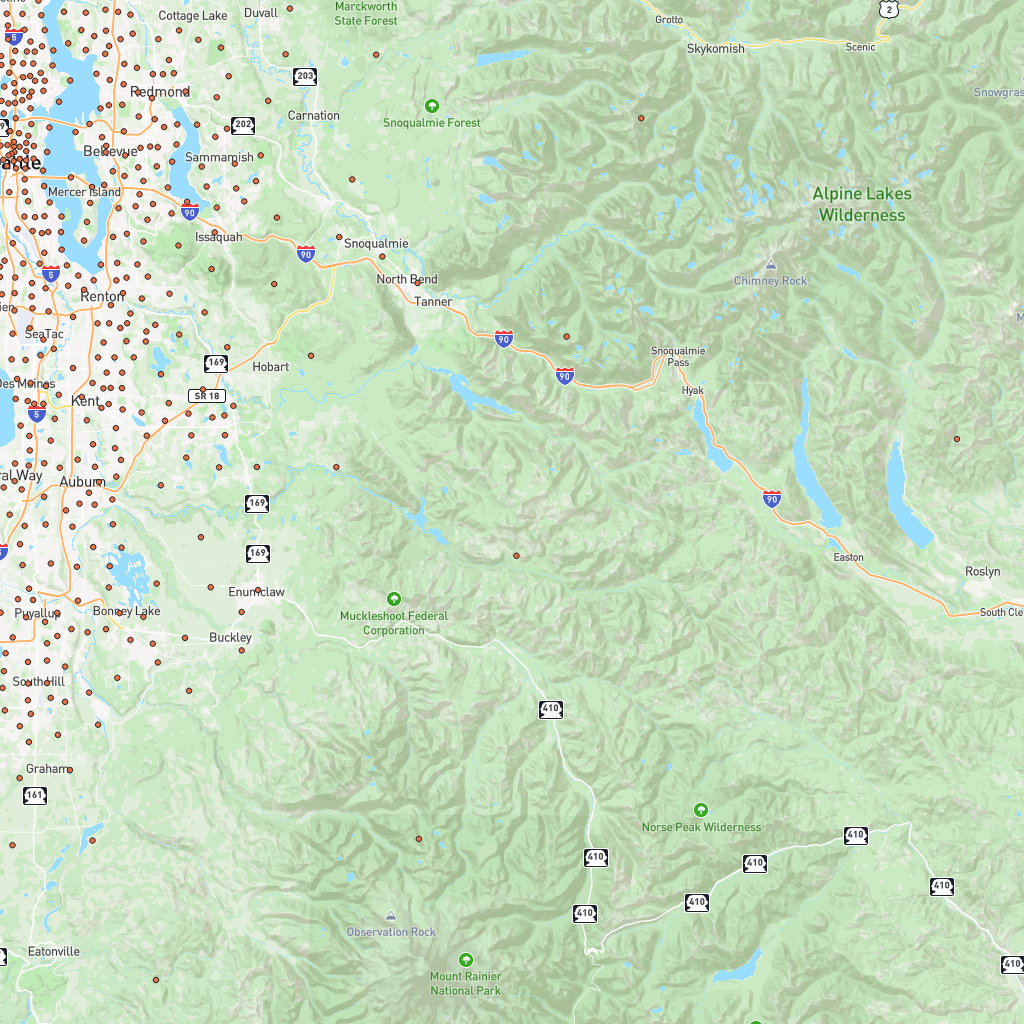 Cottage Lake
Duvall
Marckworth
State Forest
Grotto
2
Skykomish
Scenic
5
203
Redmond
Carnation
Snoqualmie Forest
202
Bellevue
Sammamish
Mercer Island
Alpine Lakes
Wilderness
90
Issaquah
Snoqualmie
90
North Bend
Chimney Rock
5
Renton
Tanner
SeaTac
90
Snoqualmie
Pass
169
Hobart
90
Des Moines
Hyak
SR 18
Kent
5
Auburn
169
90
169
Easton
Roslyn
Enumclaw
Muckleshoot Federal
Corporation
Puyallup
Bonney Lake
South Cle
Buckley
South Hill
410
Graham
161
Norse Peak Wilderness
410
410
410
410
410
410
Observation Rock
Eatonville
Mount Rainier
National Park
410